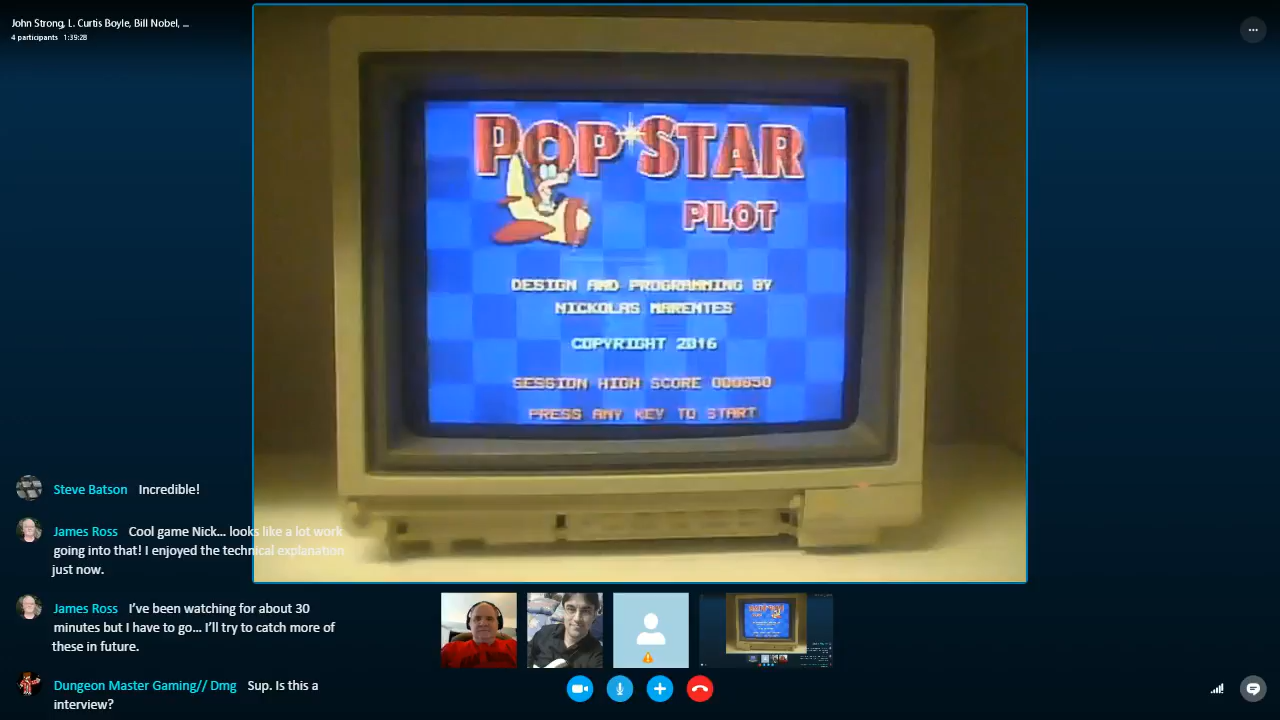 John Strong, L. Curtis Boyle, Bill Nobel, ...
4 participants 1:39:28
POP STAR
PILOT
DESIGN AND PROGRAMMING BY
NICKOLAS MARENTES
COPYRIGHT 2016
SESSION HIGH SCORE 000850
PRESS ANY KEY TO START
Steve Batson Incredible!
James Ross Cool game Nick... looks like a lot work
going into that! I enjoyed the technical explanation
just now.
James Ross I've been watching for about 30
minutes but I have to go... I'll try to catch more of
these in future.
Dungeon Master Gaming// Dmg Sup. Is this a
interview?